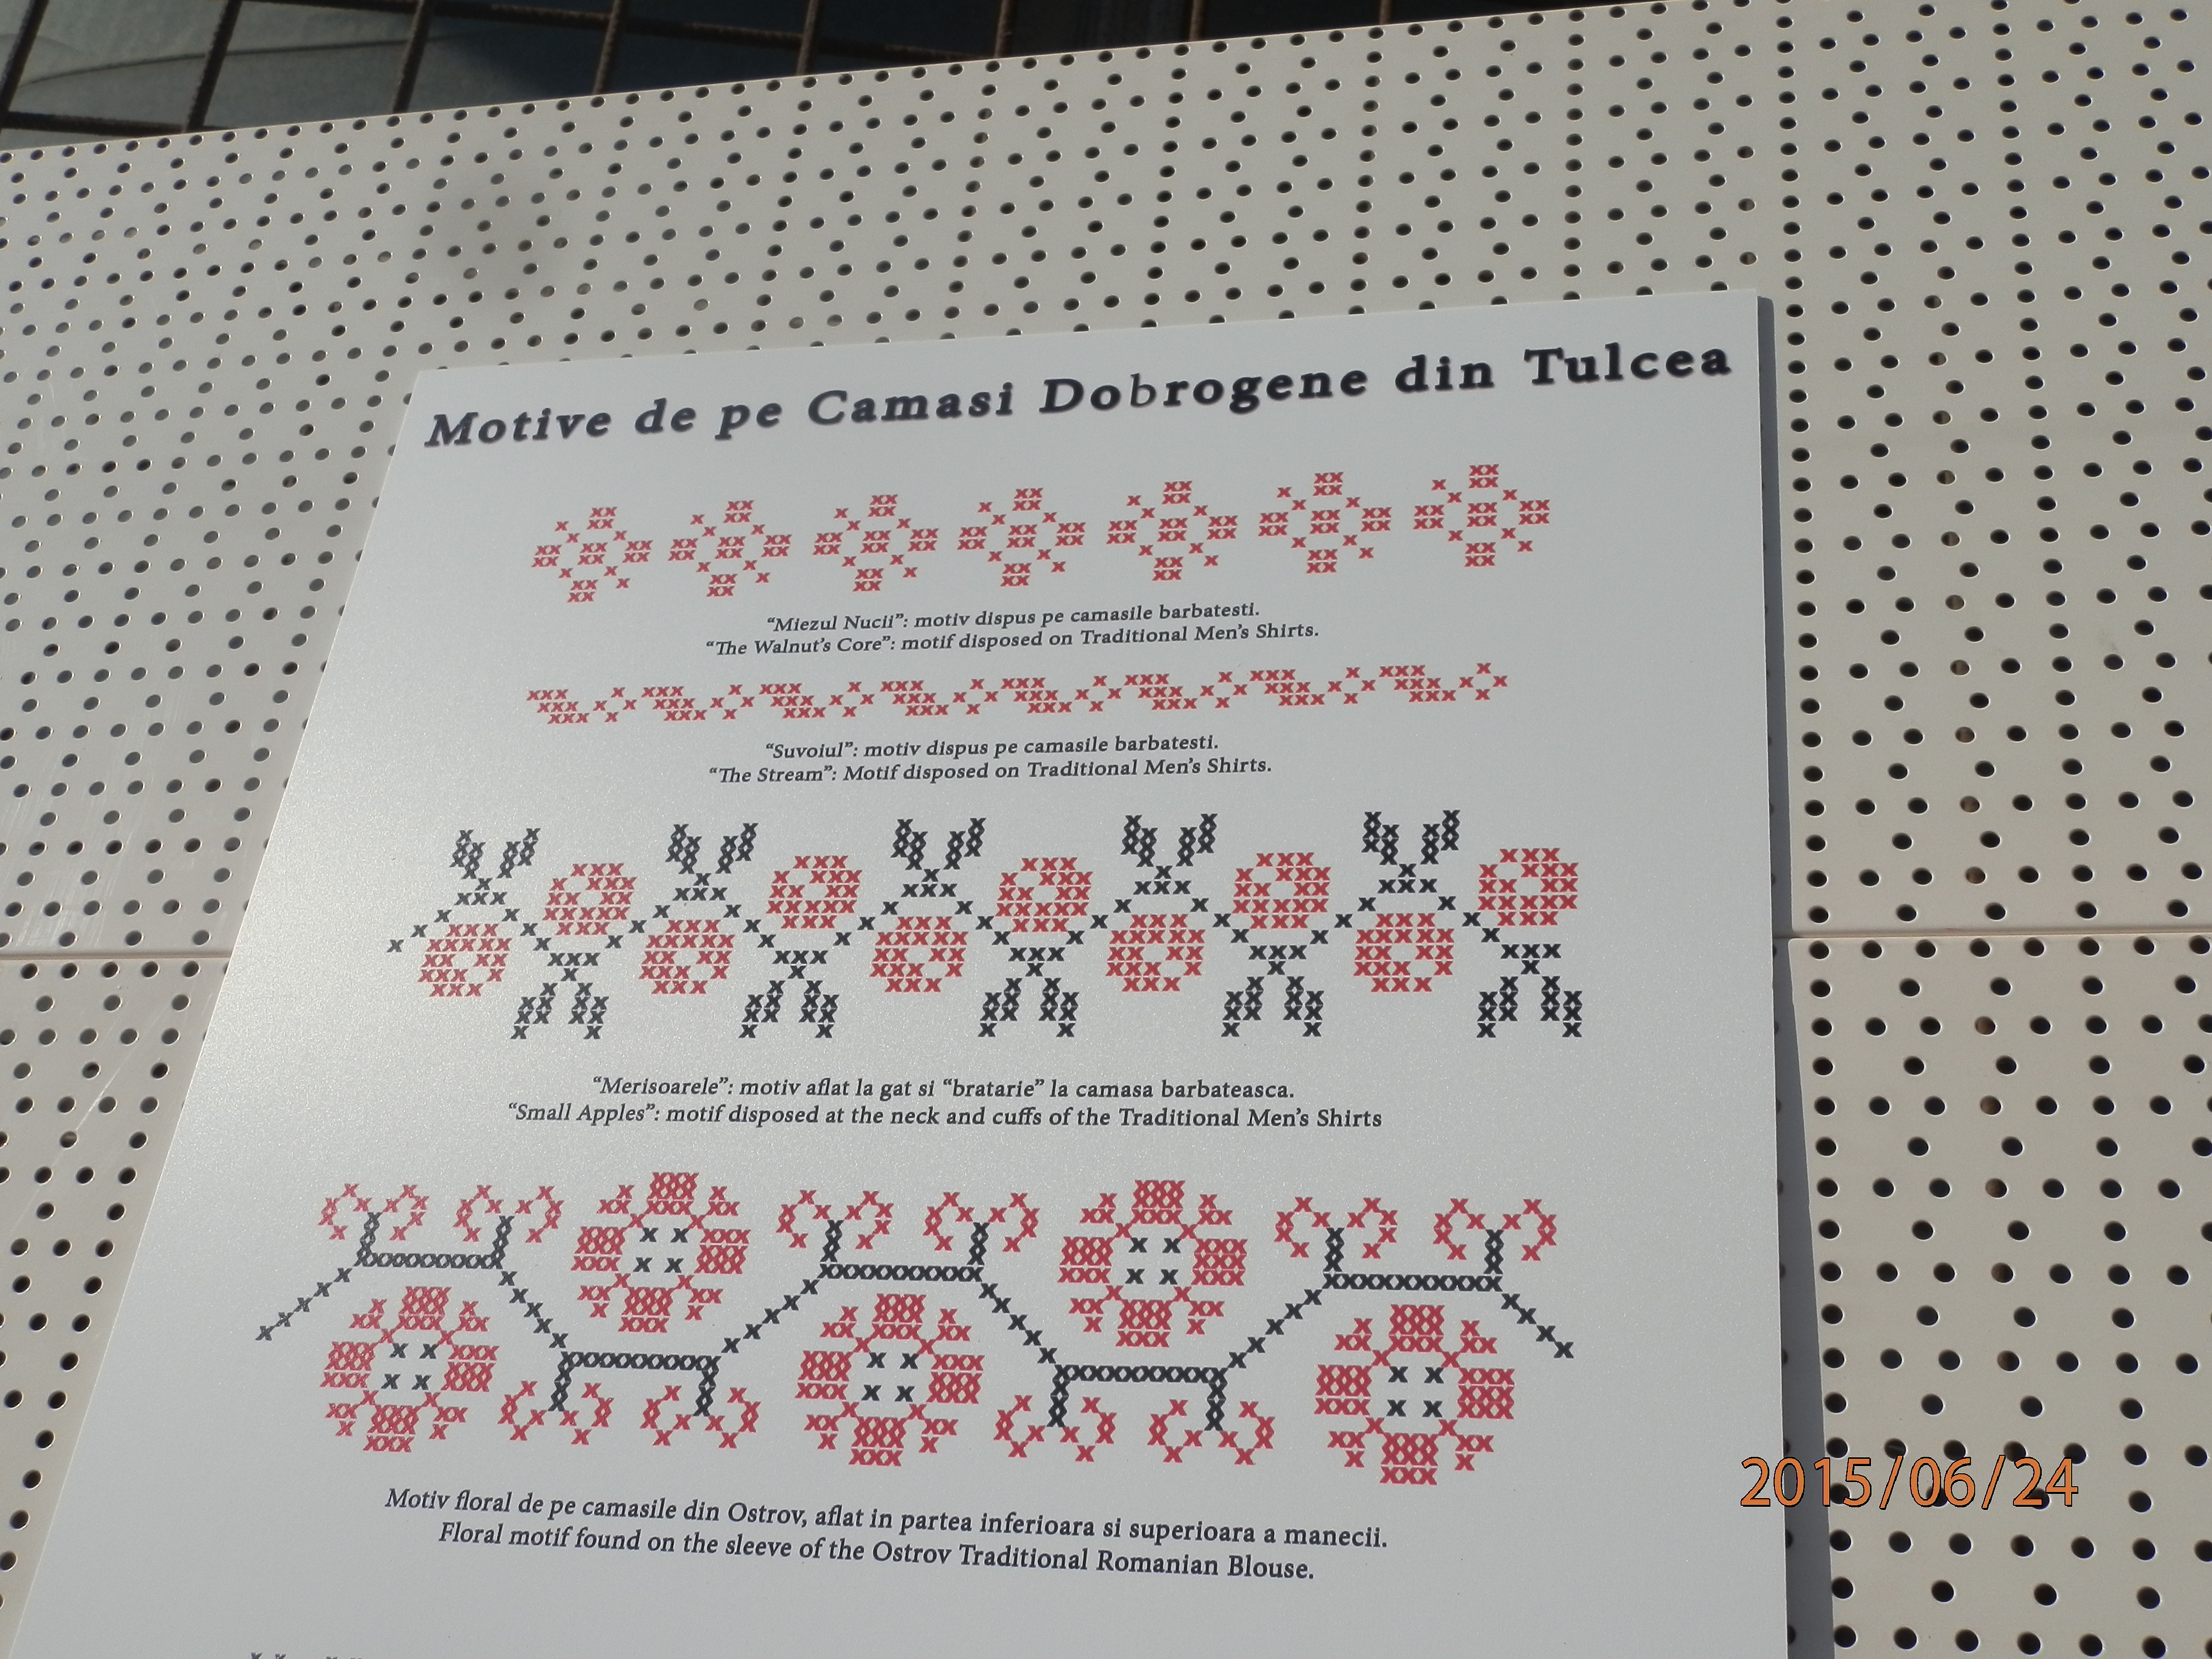 Motive de pe Camasi Dobrogene din Tulcea
“Miezul Nucii”: motiv dispus pe camasile barbatesti.
“The Walnut’s Core”: motif disposed on Traditional Men’s Shirts.
“Suvoiul”: motiv dispus pe camasile barbatesti.
“The Stream”: Motif disposed on Traditional Men’s Shirts.
“Merisoarele”: motiv aflat la gat si “bratarie” la camasa barbateasca.
“Small Apples”: motif disposed at the neck and cuffs of the Traditional Men’s Shirts
Motiv floral de pe camasile din Ostrov, aflat in partea inferioara si superioara a manecii.
Floral motif found on the sleeve of the Ostrov Traditional Romanian Blouse.
2015/06/24